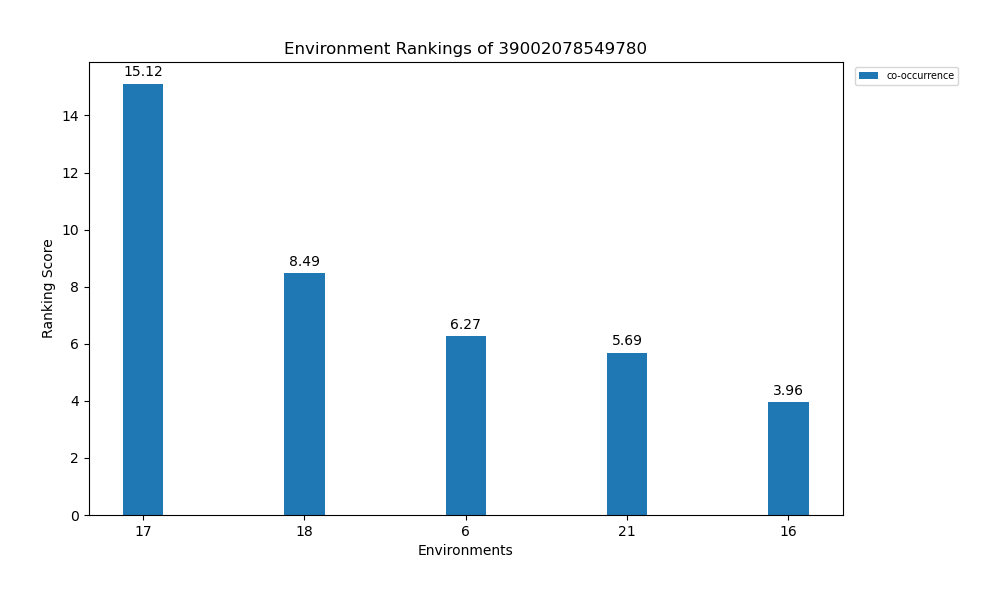 Environment Rankings of 39002078549780
15.12
co-occurrence
14
12
10
8.49
8
6.27
6
5.69
4
3.96
2
0
Ranking Score
17 18 6 21 16
Environments